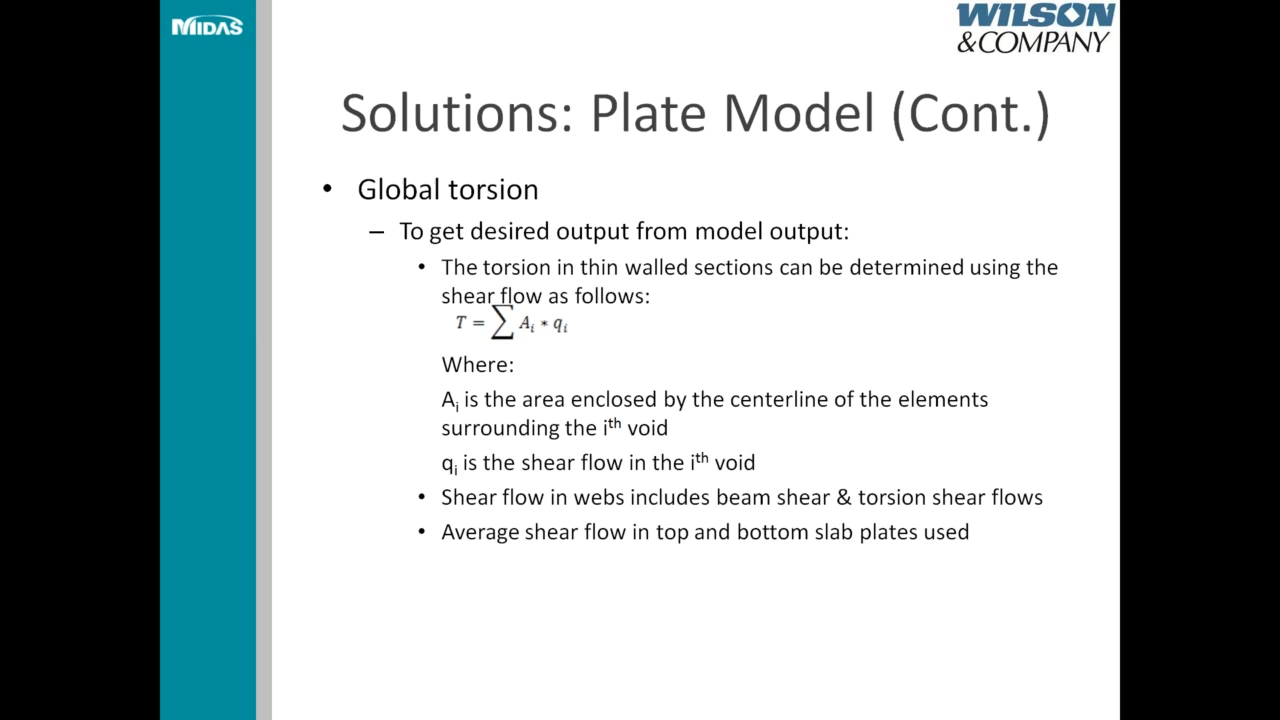 MIDAS
WILSON
&COMPANY
Solutions: Plate Model (Cont.)
• Global torsion
– To get desired output from model output:
• The torsion in thin walled sections can be determined using the
shear flow as follows:
T = ∑ Aᵢ * qᵢ
Where:
Aᵢ is the area enclosed by the centerline of the elements
surrounding the iᵗʰ void
qᵢ is the shear flow in the iᵗʰ void
• Shear flow in webs includes beam shear & torsion shear flows
• Average shear flow in top and bottom slab plates used